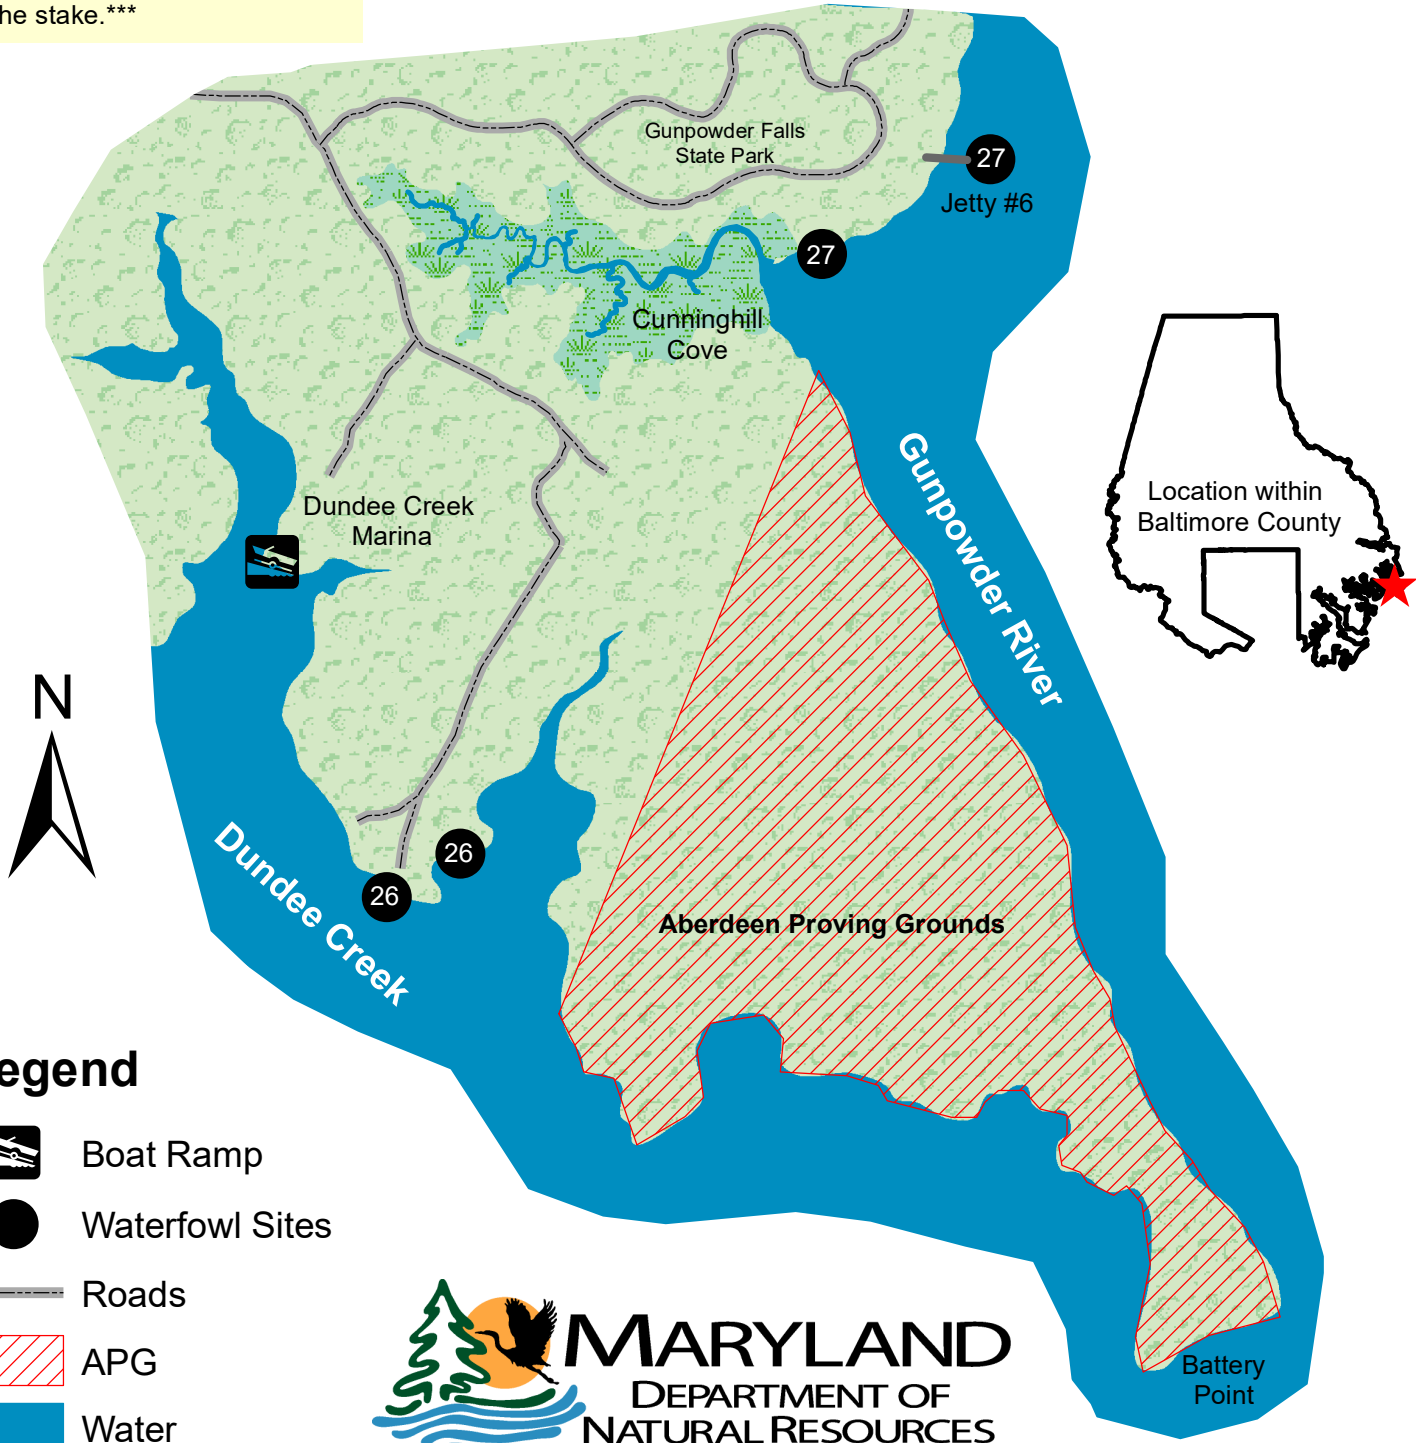 he stake.***
Gunpowder Falls
State Park
27
Jetty #6
27
Cunninghill
Cove
Gunpowder River
Location within
Baltimore County
Dundee Creek
Marina
N
26
26
Dundee Creek
Aberdeen Proving Grounds
egend
Boat Ramp
Waterfowl Sites
Roads
APG
Water
MARYLAND
DEPARTMENT OF
NATURAL RESOURCES
Battery
Point